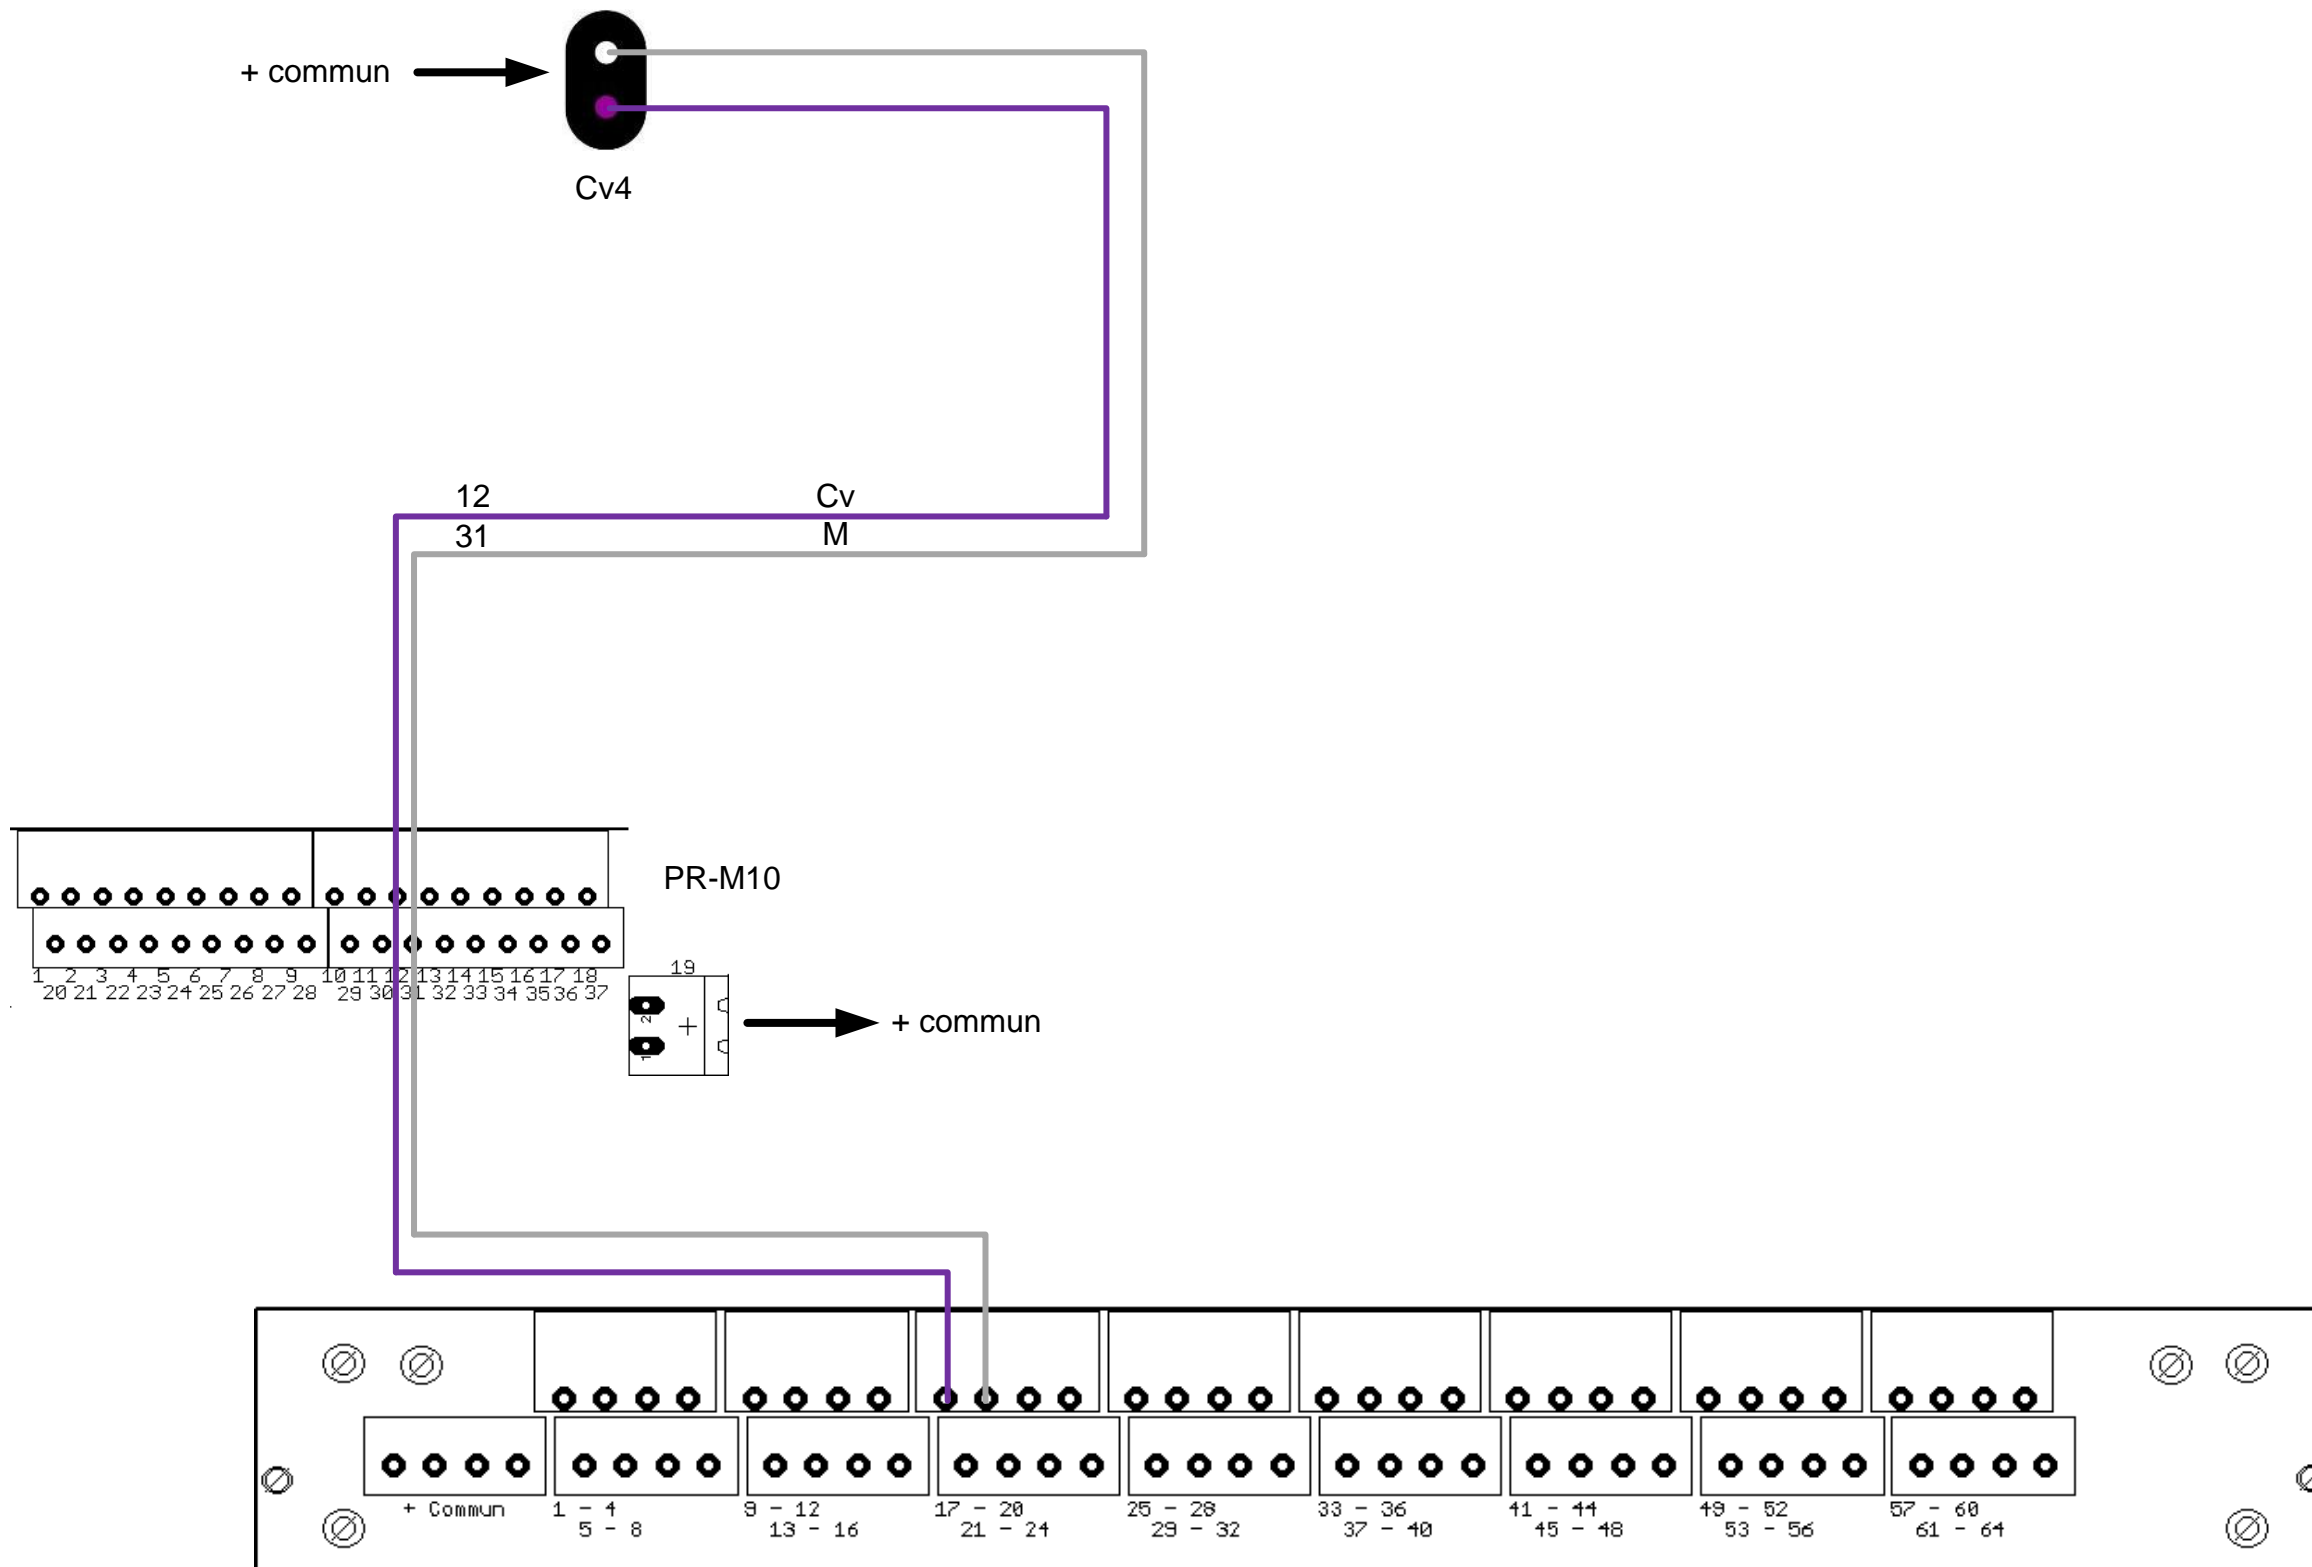 + commun
Cv4
12 Cv
31 M
PR-M10
1 2 3 4 5 6 7 8 9 10 11 12 13 14 15 16 17 18
20 21 22 23 24 25 26 27 28 29 30 31 32 33 34 35 36 37
19
2
+
1
+ commun
+ Commun 1 - 4 9 - 12 17 - 20 25 - 28 33 - 36 41 - 44 49 - 52 57 - 60
5 - 8 13 - 16 21 - 24 29 - 32 37 - 40 45 - 48 53 - 56 61 - 64